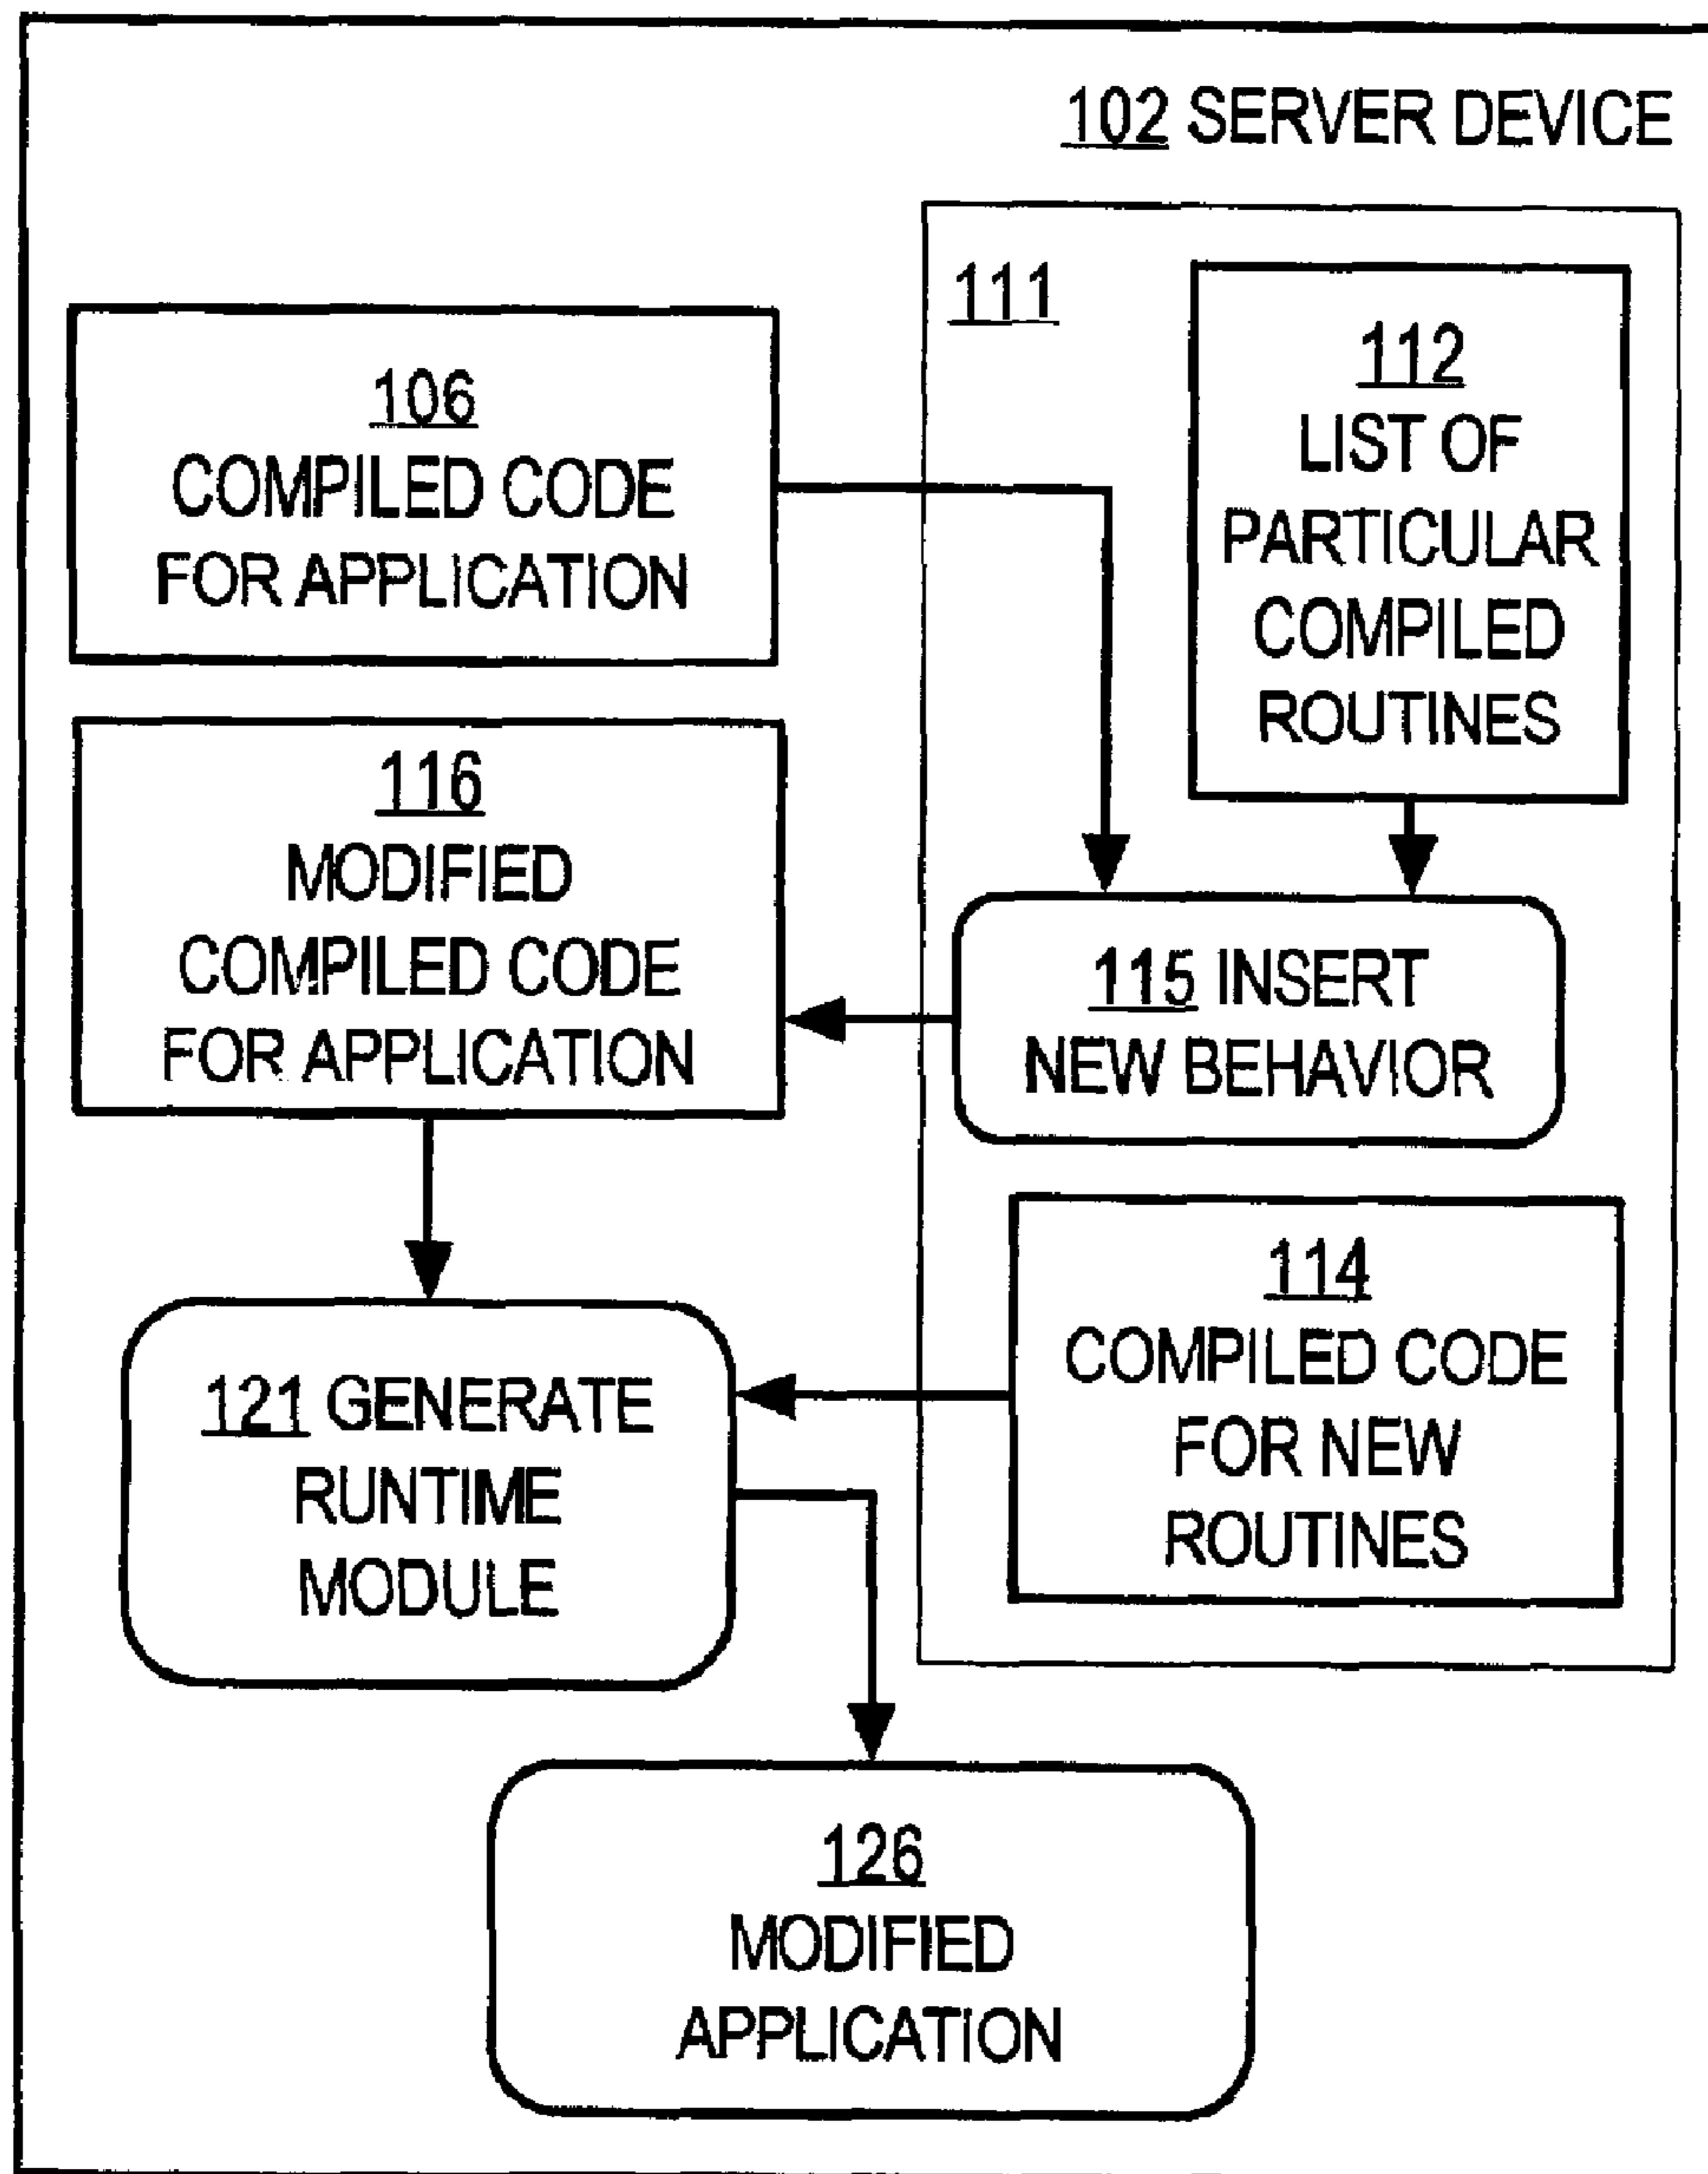 102 SERVER DEVICE
111
112
LIST OF
PARTICULAR
COMPILED
ROUTINES
106
COMPILED CODE
FOR APPLICATION
116
MODIFIED
COMPILED CODE
FOR APPLICATION
115 INSERT
NEW BEHAVIOR
114
COMPILED CODE
FOR NEW
ROUTINES
121 GENERATE
RUNTIME
MODULE
126
MODIFIED
APPLICATION